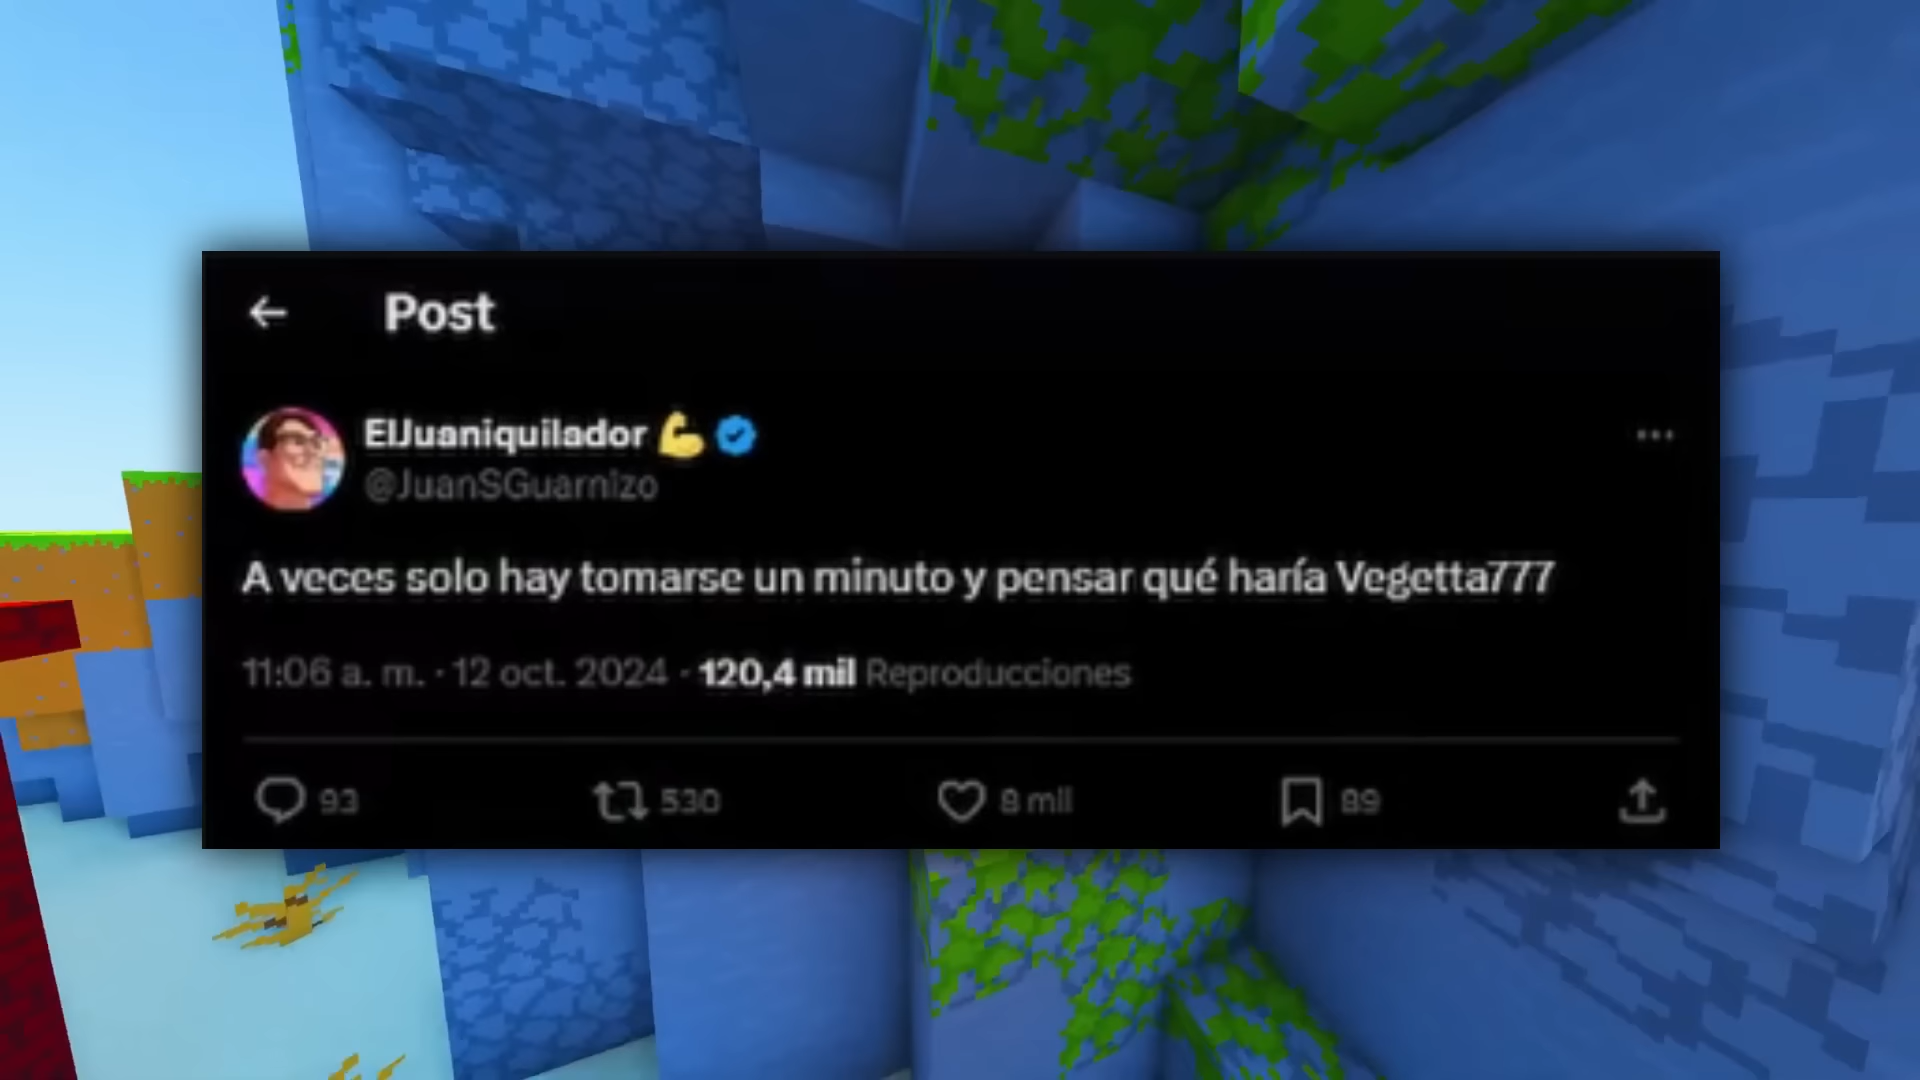 Post
ElJuaniquilador
@JuanSGuarnizo
A veces solo hay tomarse un minuto y pensar qué haría Vegetta777
11:06 a. m. · 12 oct. 2024 · 120,4 mil Reproducciones
93 530 8 mil 89